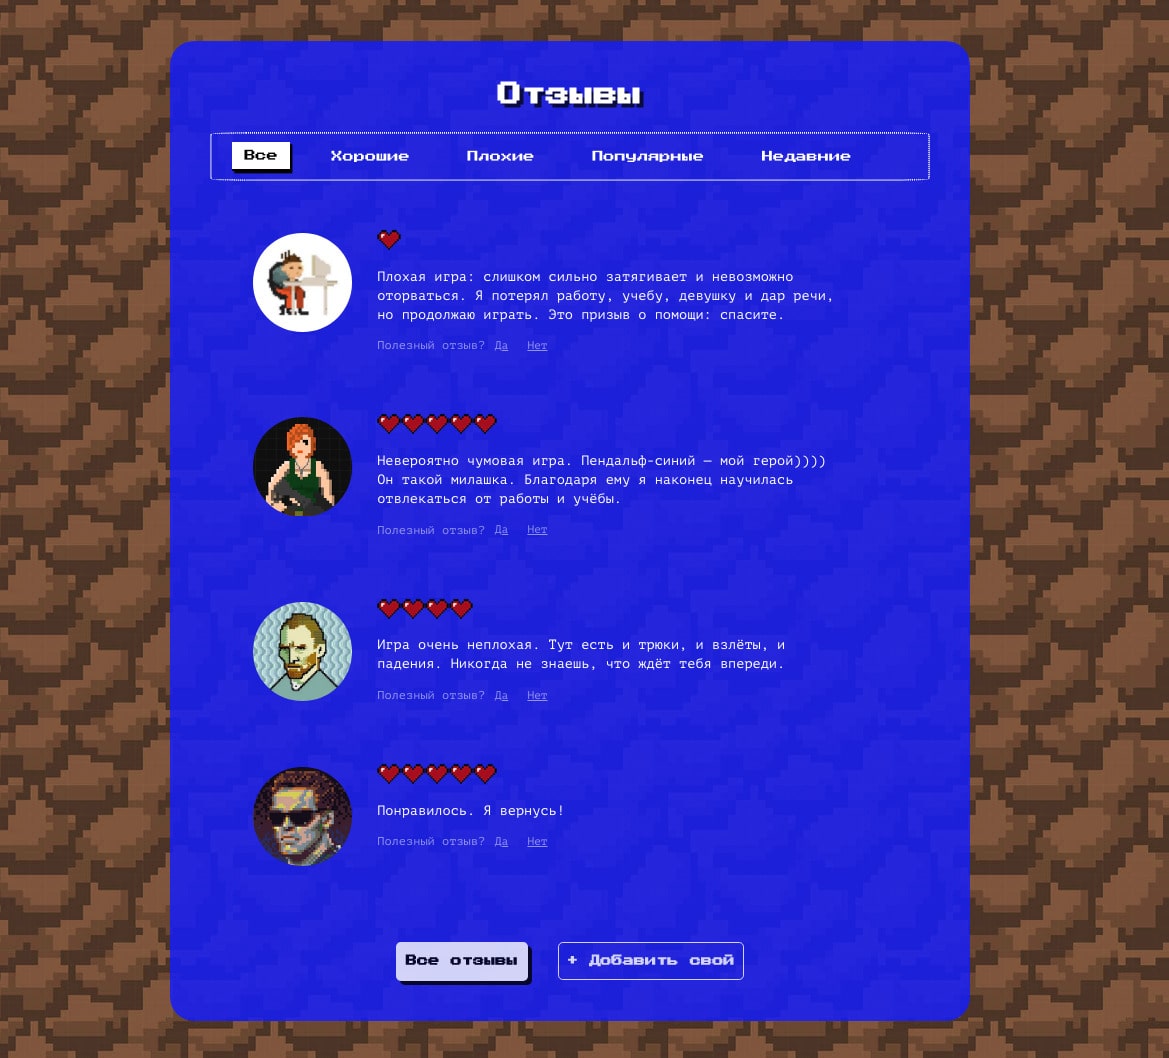 Отзывы
Все Хорошие Плохие Популярные Недавние
Плохая игра: слишком сильно затягивает и невозможно
оторваться. Я потерял работу, учебу, девушку и дар речи,
но продолжаю играть. Это призыв о помощи: спасите.
Полезный отзыв? Да Нет
Невероятно чумовая игра. Пендальф-синий — мой герой))))
Он такой милашка. Благодаря ему я наконец научилась
отвлекаться от работы и учёбы.
Полезный отзыв? Да Нет
Игра очень неплохая. Тут есть и трюки, и взлёты, и
падения. Никогда не знаешь, что ждёт тебя впереди.
Полезный отзыв? Да Нет
Понравилось. Я вернусь!
Полезный отзыв? Да Нет
Все отзывы + Добавить свой